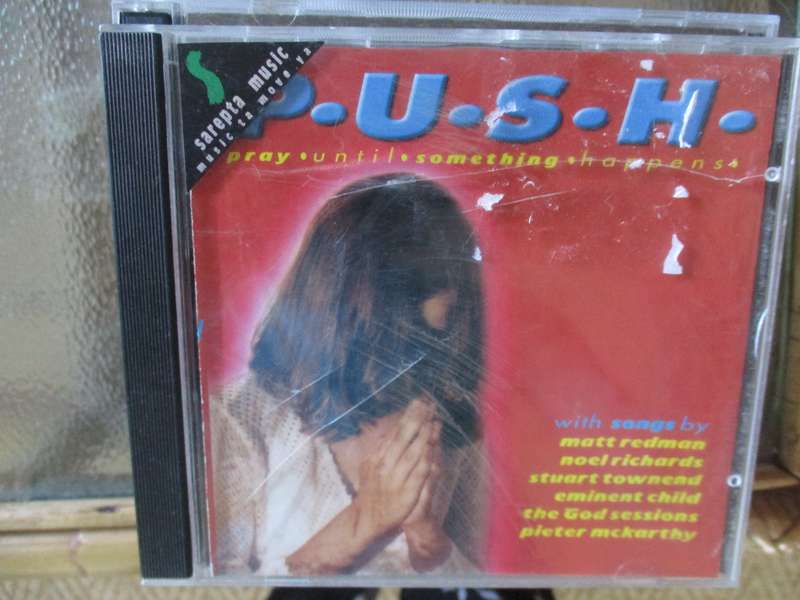 sarepta music
music ta move ya
P.U.S.H.
pray • until • something • happens •
with songs by
matt redman
noel richards
stuart townend
eminent child
the God sessions
pieter mckarthy